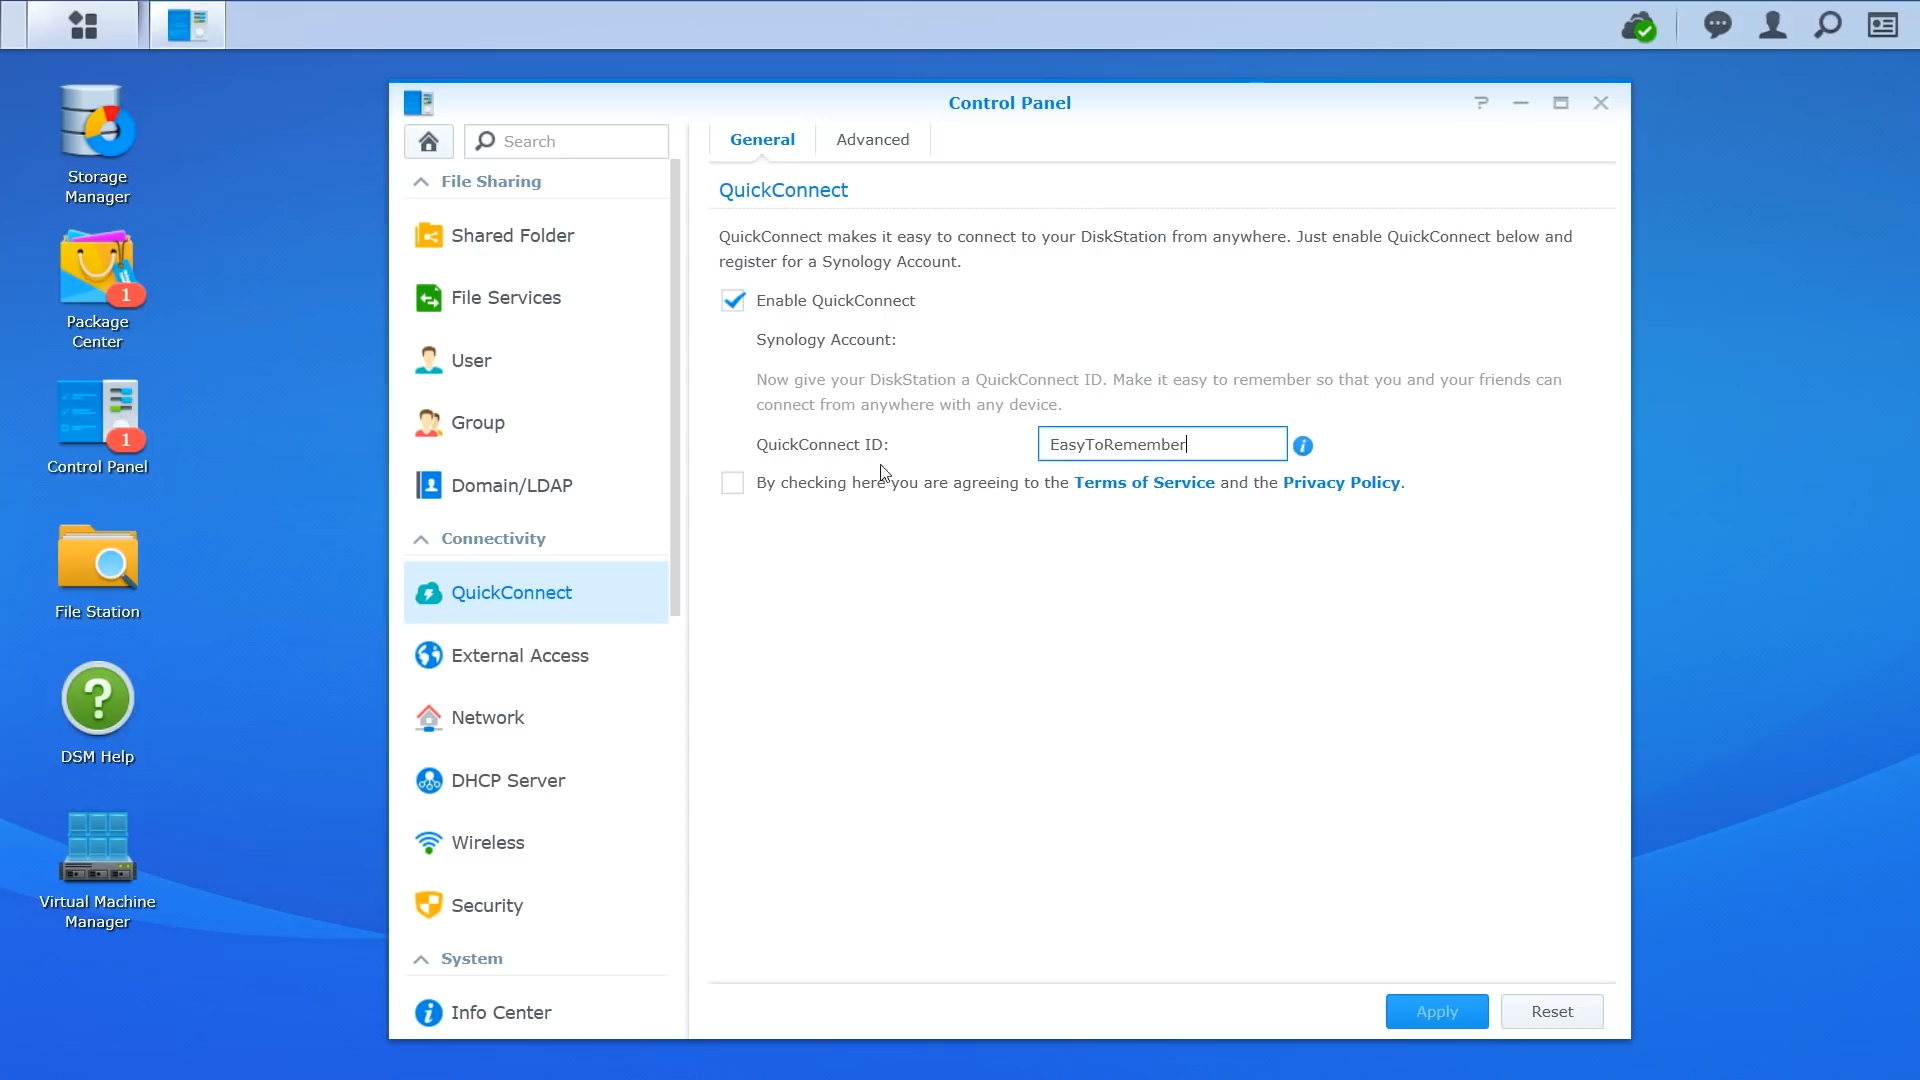 Control Panel
Search
General
Advanced
File Sharing
Shared Folder
File Services
User
Group
Domain/LDAP
Connectivity
QuickConnect
External Access
Network
DHCP Server
Wireless
Security
System
Info Center
QuickConnect
QuickConnect makes it easy to connect to your DiskStation from anywhere. Just enable QuickConnect below and
register for a Synology Account.
Enable QuickConnect
Synology Account:
Now give your DiskStation a QuickConnect ID. Make it easy to remember so that you and your friends can
connect from anywhere with any device.
QuickConnect ID:
EasyToRemember
By checking here you are agreeing to the Terms of Service and the Privacy Policy.
Apply
Reset
Storage
Manager
1
Package
Center
1
Control Panel
File Station
DSM Help
Virtual Machine
Manager